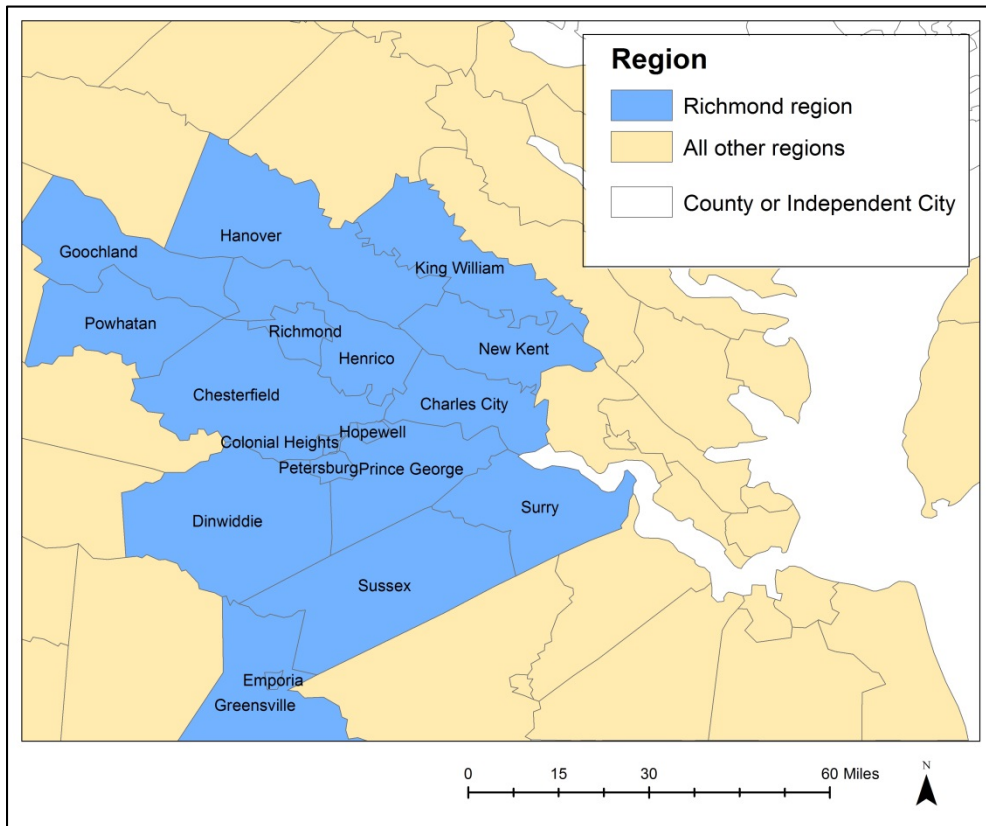 Region
Richmond region
All other regions
County or Independent City
Hanover
Goochland
King William
Powhatan
Richmond
Henrico
New Kent
Chesterfield
Charles City
Hopewell
Colonial Heights
Petersburg
Prince George
Surry
Dinwiddie
Sussex
Emporia
Greensville
0 15 30 60 Miles
N